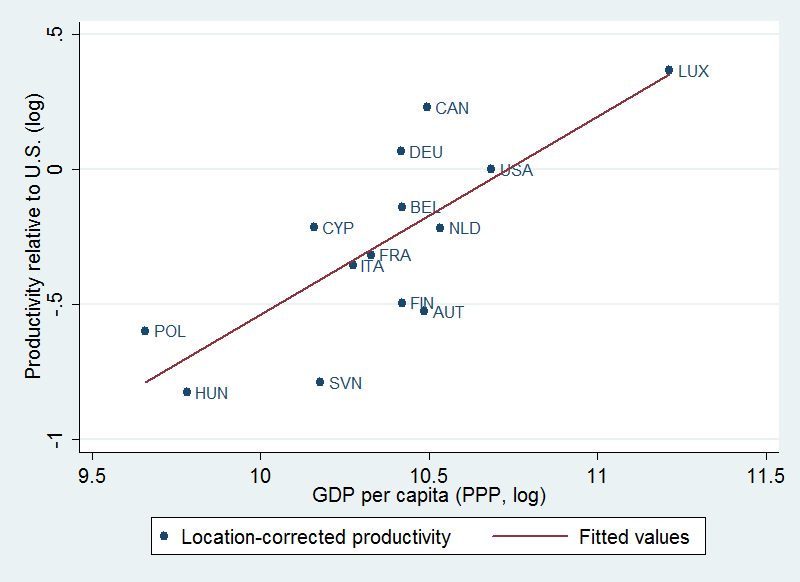 Productivity relative to U.S. (log)
.5
0
-.5
-1
LUX
CAN
DEU
USA
BEL
CYP
NLD
FRA
ITA
FIN
AUT
POL
SVN
HUN
9.5
10
10.5
11
11.5
GDP per capita (PPP, log)
Location-corrected productivity
Fitted values